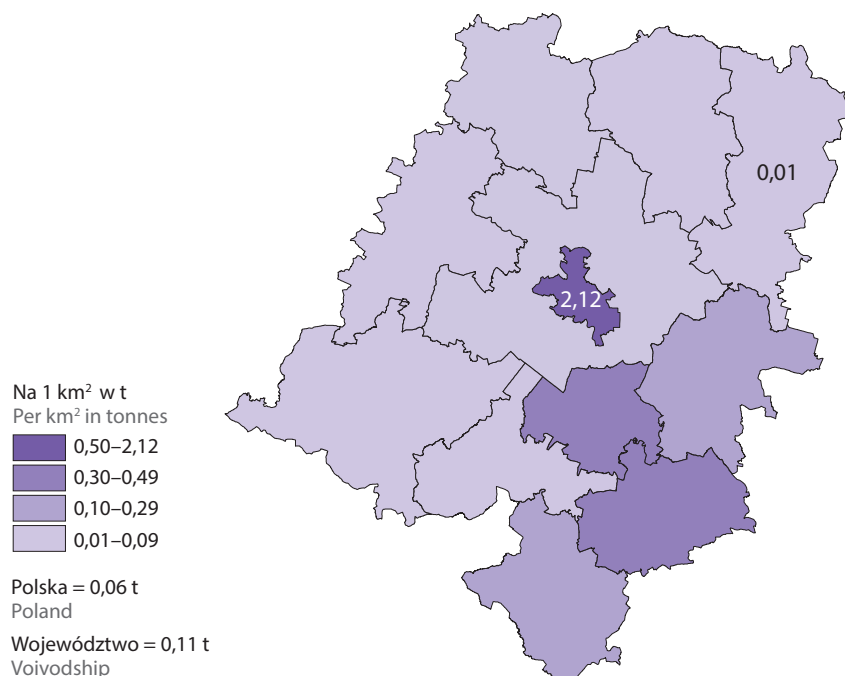 0,01
2,12
Na 1 km² w t
Per km² in tonnes
0,50–2,12
0,30–0,49
0,10–0,29
0,01–0,09
Polska = 0,06 t
Poland
Województwo = 0,11 t
Voivodship